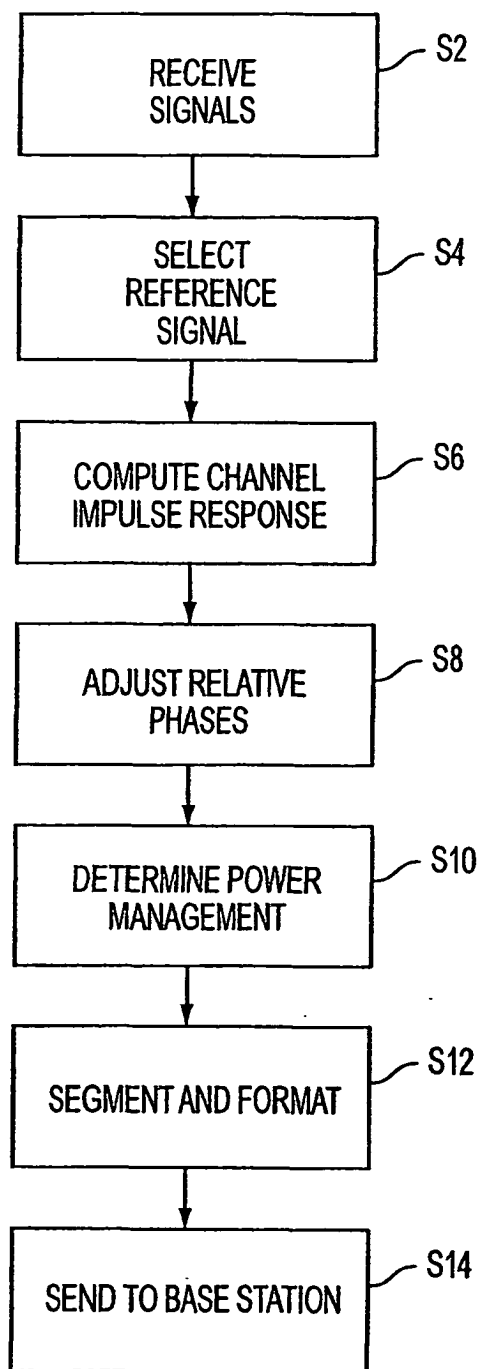 RECEIVE
SIGNALS
S2
SELECT
REFERENCE
SIGNAL
S4
COMPUTE CHANNEL
IMPULSE RESPONSE
S6
ADJUST RELATIVE
PHASES
S8
DETERMINE POWER
MANAGEMENT
S10
SEGMENT AND FORMAT
S12
SEND TO BASE STATION
S14